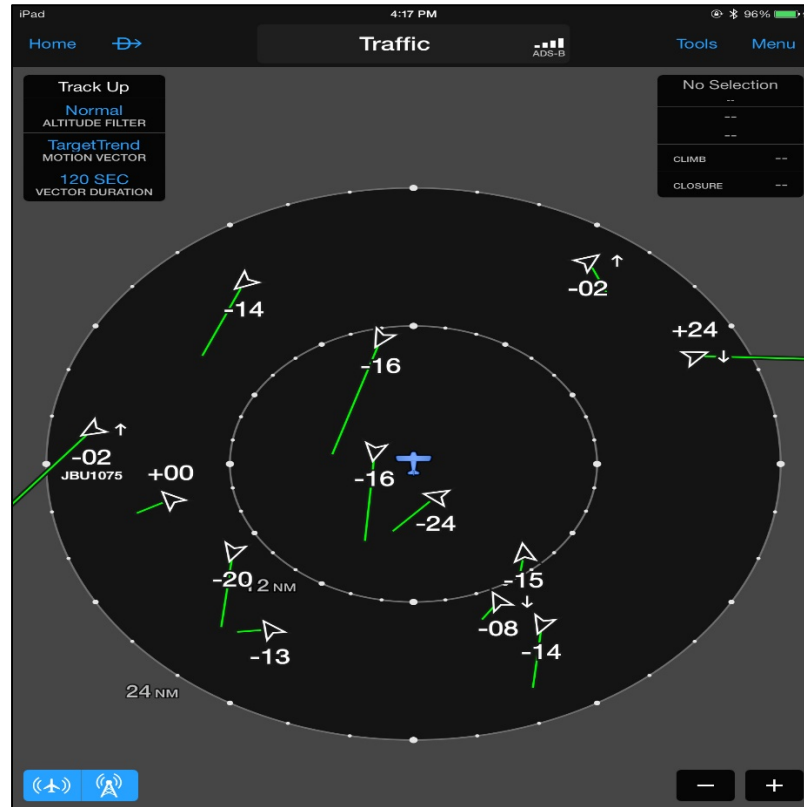 iPad 4:17 PM 96%
Home Traffic ADS-B Tools Menu
Track Up
Normal
ALTITUDE FILTER
TargetTrend
MOTION VECTOR
120 SEC
VECTOR DURATION
No Selection
--
--
--
CLIMB --
CLOSURE --
-02
-14
+24
-16
-02
JBU1075
+00
-16
-24
-20
2 NM
-15
-08
-13
-14
24 NM